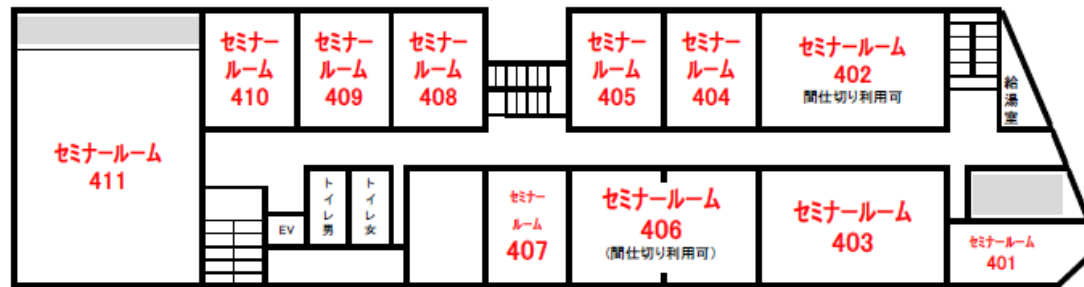 セミナー
ルーム
410
セミナー
ルーム
409
セミナー
ルーム
408
セミナー
ルーム
405
セミナー
ルーム
404
セミナールーム
402
間仕切り利用可
給湯室
セミナールーム
411
EV
トイレ男
トイレ女
セミナー
ルーム
407
セミナールーム
406
(間仕切り利用可)
セミナールーム
403
セミナールーム
401